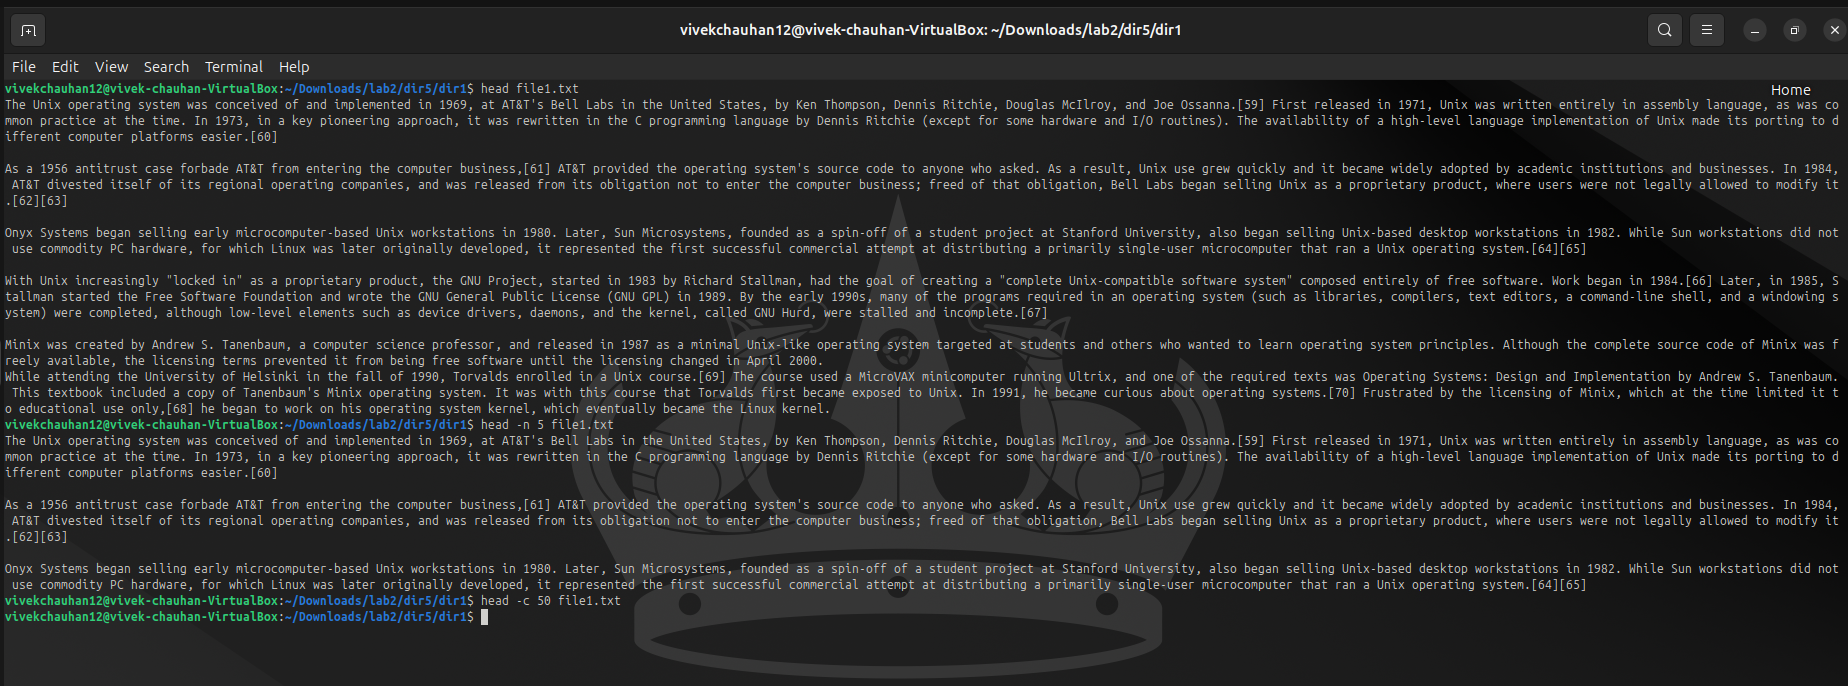 vivekchauhan12@vivek-chauhan-VirtualBox: ~/Downloads/lab2/dir5/dir1
File Edit View Search Terminal Help
Home
vivekchauhan12@vivek-chauhan-VirtualBox:~/Downloads/lab2/dir5/dir1$ head file1.txt
The Unix operating system was conceived of and implemented in 1969, at AT&T's Bell Labs in the United States, by Ken Thompson, Dennis Ritchie, Douglas McIlroy, and Joe Ossanna.[59] First released in 1971, Unix was written entirely in assembly language, as was co
mmon practice at the time. In 1973, in a key pioneering approach, it was rewritten in the C programming language by Dennis Ritchie (except for some hardware and I/O routines). The availability of a high-level language implementation of Unix made its porting to d
ifferent computer platforms easier.[60]

As a 1956 antitrust case forbade AT&T from entering the computer business,[61] AT&T provided the operating system's source code to anyone who asked. As a result, Unix use grew quickly and it became widely adopted by academic institutions and businesses. In 1984,
 AT&T divested itself of its regional operating companies, and was released from its obligation not to enter the computer business; freed of that obligation, Bell Labs began selling Unix as a proprietary product, where users were not legally allowed to modify it
.[62][63]

Onyx Systems began selling early microcomputer-based Unix workstations in 1980. Later, Sun Microsystems, founded as a spin-off of a student project at Stanford University, also began selling Unix-based desktop workstations in 1982. While Sun workstations did not
 use commodity PC hardware, for which Linux was later originally developed, it represented the first successful commercial attempt at distributing a primarily single-user microcomputer that ran a Unix operating system.[64][65]

With Unix increasingly "locked in" as a proprietary product, the GNU Project, started in 1983 by Richard Stallman, had the goal of creating a "complete Unix-compatible software system" composed entirely of free software. Work began in 1984.[66] Later, in 1985, S
tallman started the Free Software Foundation and wrote the GNU General Public License (GNU GPL) in 1989. By the early 1990s, many of the programs required in an operating system (such as libraries, compilers, text editors, a command-line shell, and a windowing s
ystem) were completed, although low-level elements such as device drivers, daemons, and the kernel, called GNU Hurd, were stalled and incomplete.[67]

Minix was created by Andrew S. Tanenbaum, a computer science professor, and released in 1987 as a minimal Unix-like operating system targeted at students and others who wanted to learn operating system principles. Although the complete source code of Minix was f
reely available, the licensing terms prevented it from being free software until the licensing changed in April 2000.
While attending the University of Helsinki in the fall of 1990, Torvalds enrolled in a Unix course.[69] The course used a MicroVAX minicomputer running Ultrix, and one of the required texts was Operating Systems: Design and Implementation by Andrew S. Tanenbaum.
 This textbook included a copy of Tanenbaum's Minix operating system. It was with this course that Torvalds first became exposed to Unix. In 1991, he became curious about operating systems.[70] Frustrated by the licensing of Minix, which at the time limited it t
o educational use only,[68] he began to work on his operating system kernel, which eventually became the Linux kernel.
vivekchauhan12@vivek-chauhan-VirtualBox:~/Downloads/lab2/dir5/dir1$ head -n 5 file1.txt
The Unix operating system was conceived of and implemented in 1969, at AT&T's Bell Labs in the United States, by Ken Thompson, Dennis Ritchie, Douglas McIlroy, and Joe Ossanna.[59] First released in 1971, Unix was written entirely in assembly language, as was co
mmon practice at the time. In 1973, in a key pioneering approach, it was rewritten in the C programming language by Dennis Ritchie (except for some hardware and I/O routines). The availability of a high-level language implementation of Unix made its porting to d
ifferent computer platforms easier.[60]

As a 1956 antitrust case forbade AT&T from entering the computer business,[61] AT&T provided the operating system's source code to anyone who asked. As a result, Unix use grew quickly and it became widely adopted by academic institutions and businesses. In 1984,
 AT&T divested itself of its regional operating companies, and was released from its obligation not to enter the computer business; freed of that obligation, Bell Labs began selling Unix as a proprietary product, where users were not legally allowed to modify it
.[62][63]

Onyx Systems began selling early microcomputer-based Unix workstations in 1980. Later, Sun Microsystems, founded as a spin-off of a student project at Stanford University, also began selling Unix-based desktop workstations in 1982. While Sun workstations did not
 use commodity PC hardware, for which Linux was later originally developed, it represented the first successful commercial attempt at distributing a primarily single-user microcomputer that ran a Unix operating system.[64][65]
vivekchauhan12@vivek-chauhan-VirtualBox:~/Downloads/lab2/dir5/dir1$ head -c 50 file1.txt
vivekchauhan12@vivek-chauhan-VirtualBox:~/Downloads/lab2/dir5/dir1$